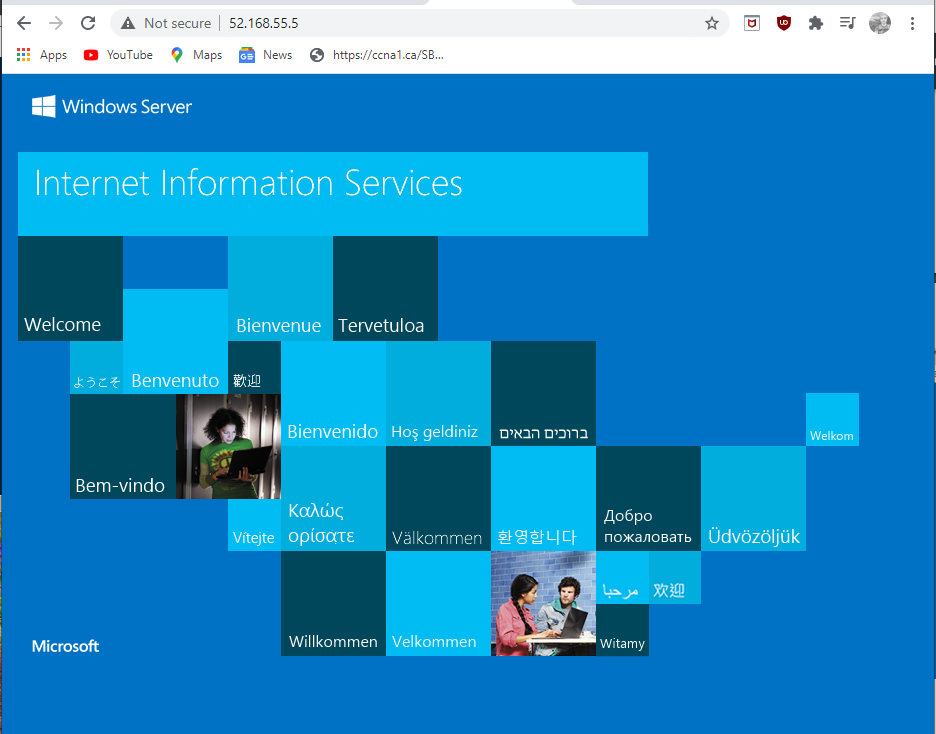 Not secure
52.168.55.5
Apps
YouTube
Maps
News
https://ccna1.ca/SB...
Windows Server
Internet Information Services
Welcome
Bienvenue
Tervetuloa
ようこそ
Benvenuto
歡迎
Bienvenido
Hoş geldiniz
ברוכים הבאים
Welkom
Bem-vindo
Vítejte
Καλώς
ορίσατε
Välkommen
환영합니다
Добро
пожаловать
Üdvözöljük
مرحبا
欢迎
Willkommen
Velkommen
Witamy
Microsoft